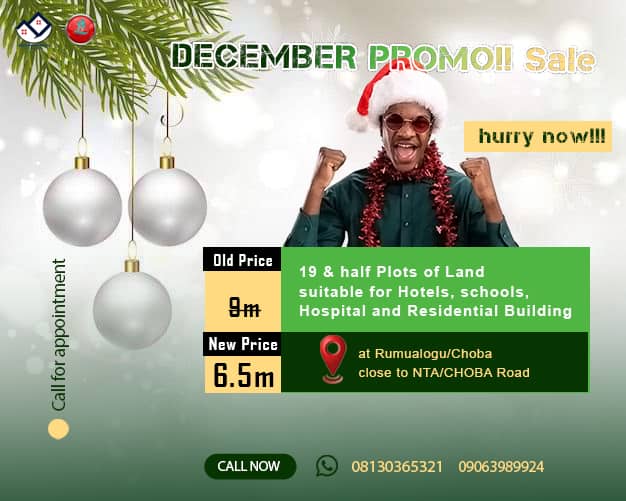 DECEMBER PROMO!! Sale
hurry now!!!
Old Price
9m
19 & half Plots of Land
suitable for Hotels, schools,
Hospital and Residential Building
New Price
6.5m
at Rumualogu/Choba
close to NTA/CHOBA Road
Call for appointment
CALL NOW
08130365321 09063989924